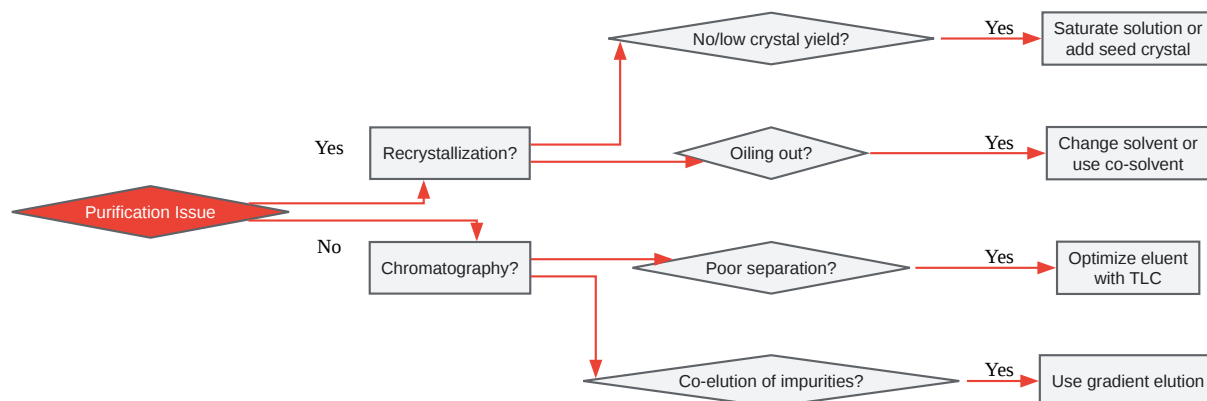 No/low crystal yield?
Yes
Saturate solution or
add seed crystal
Yes
Recrystallization?
Oiling out?
Yes
Change solvent or
use co-solvent
Purification Issue
No
Chromatography?
Poor separation?
Yes
Optimize eluent
with TLC
Co-elution of impurities?
Yes
Use gradient elution